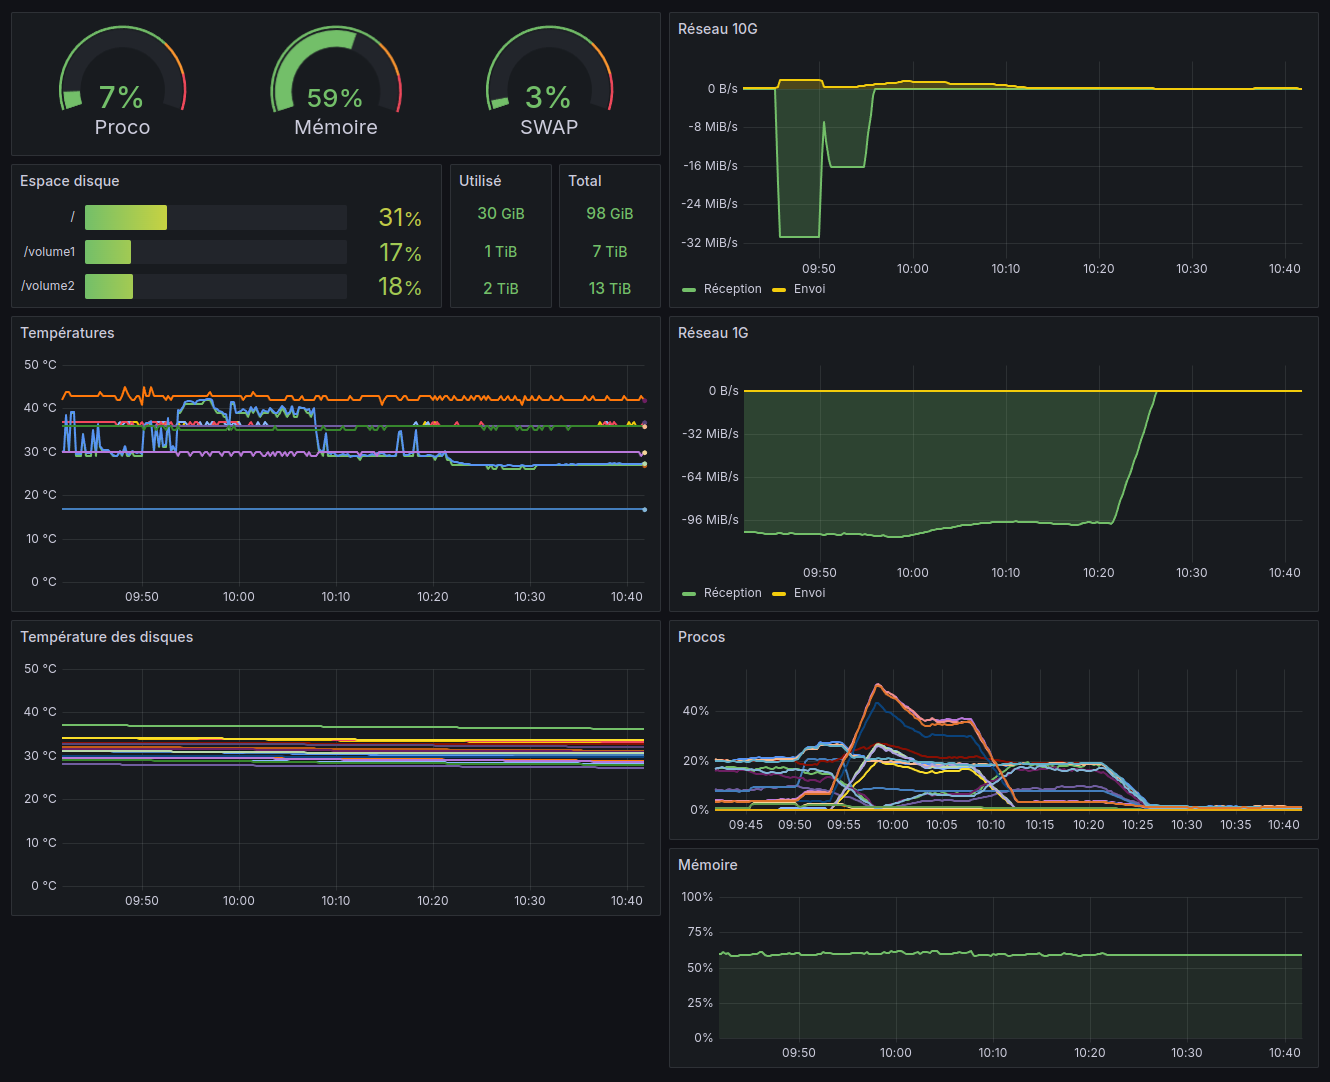 7%
Proco
59%
Mémoire
3%
SWAP
Espace disque
/
31%
/volume1
17%
/volume2
18%
Utilisé
30 GiB
1 TiB
2 TiB
Total
98 GiB
7 TiB
13 TiB
Réseau 10G
0 B/s
-8 MiB/s
-16 MiB/s
-24 MiB/s
-32 MiB/s
09:50 10:00 10:10 10:20 10:30 10:40
Réception Envoi
Températures
50 °C
40 °C
30 °C
20 °C
10 °C
0 °C
09:50 10:00 10:10 10:20 10:30 10:40
Réseau 1G
0 B/s
-32 MiB/s
-64 MiB/s
-96 MiB/s
09:50 10:00 10:10 10:20 10:30 10:40
Réception Envoi
Température des disques
50 °C
40 °C
30 °C
20 °C
10 °C
0 °C
09:50 10:00 10:10 10:20 10:30 10:40
Procos
40%
20%
0%
09:45 09:50 09:55 10:00 10:05 10:10 10:15 10:20 10:25 10:30 10:35 10:40
Mémoire
100%
75%
50%
25%
0%
09:50 10:00 10:10 10:20 10:30 10:40